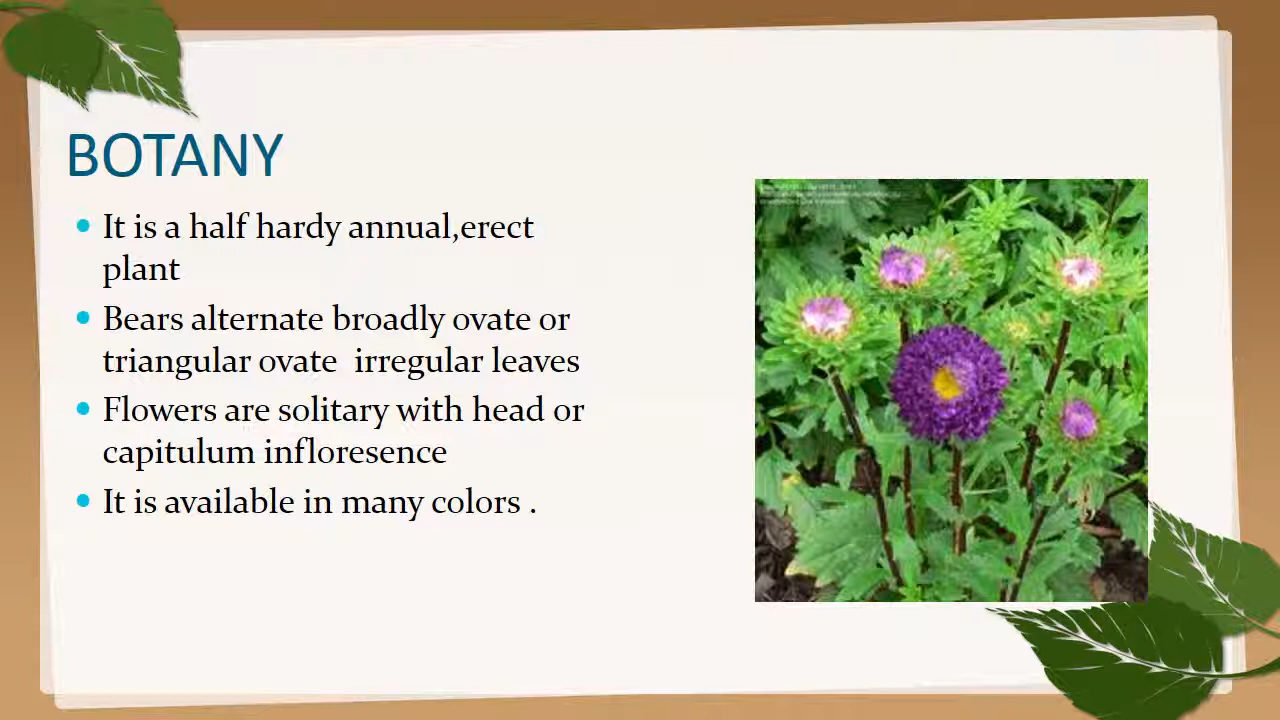 BOTANY
It is a half hardy annual,erect
plant
Bears alternate broadly ovate or
triangular ovate  irregular leaves
Flowers are solitary with head or
capitulum infloresence
It is available in many colors .